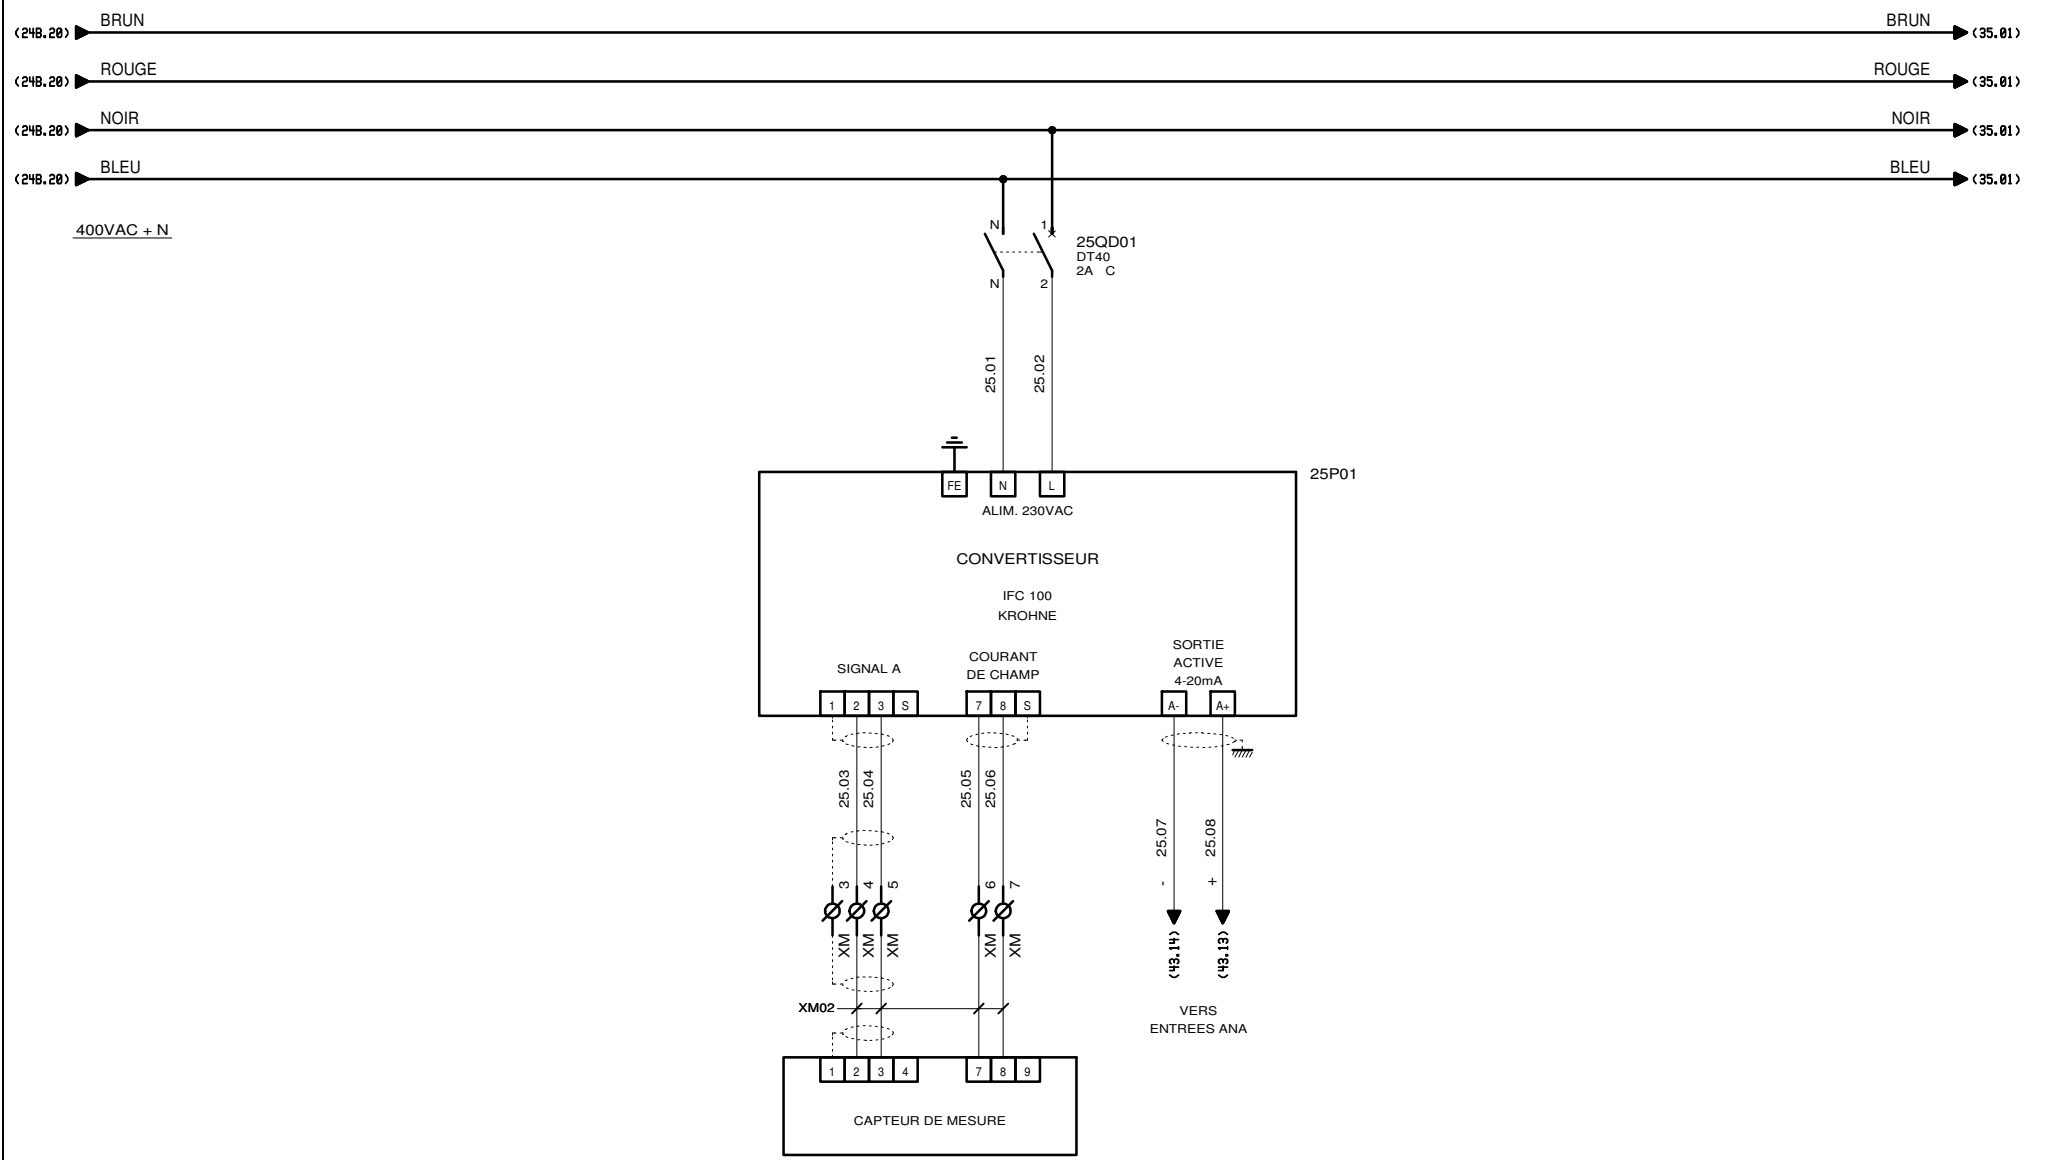 (24B.20) BRUN BRUN (35.01)
(24B.20) ROUGE ROUGE (35.01)
(24B.20) NOIR NOIR (35.01)
(24B.20) BLEU BLEU (35.01)
400VAC + N
N 1
25QD01
DT40
2A C
N 2
25.01 25.02
25P01
FE N L
ALIM. 230VAC
CONVERTISSEUR
IFC 100
KROHNE
SIGNAL A
COURANT
DE CHAMP
SORTIE
ACTIVE
4-20mA
1 2 3 S 7 8 S A- A+
25.03 25.04 25.05 25.06
25.07 25.08
- +
3 4 5 6 7
XM XM XM XM XM
(43.14) (43.13)
XM02
VERS
ENTREES ANA
1 2 3 4 7 8 9
CAPTEUR DE MESURE